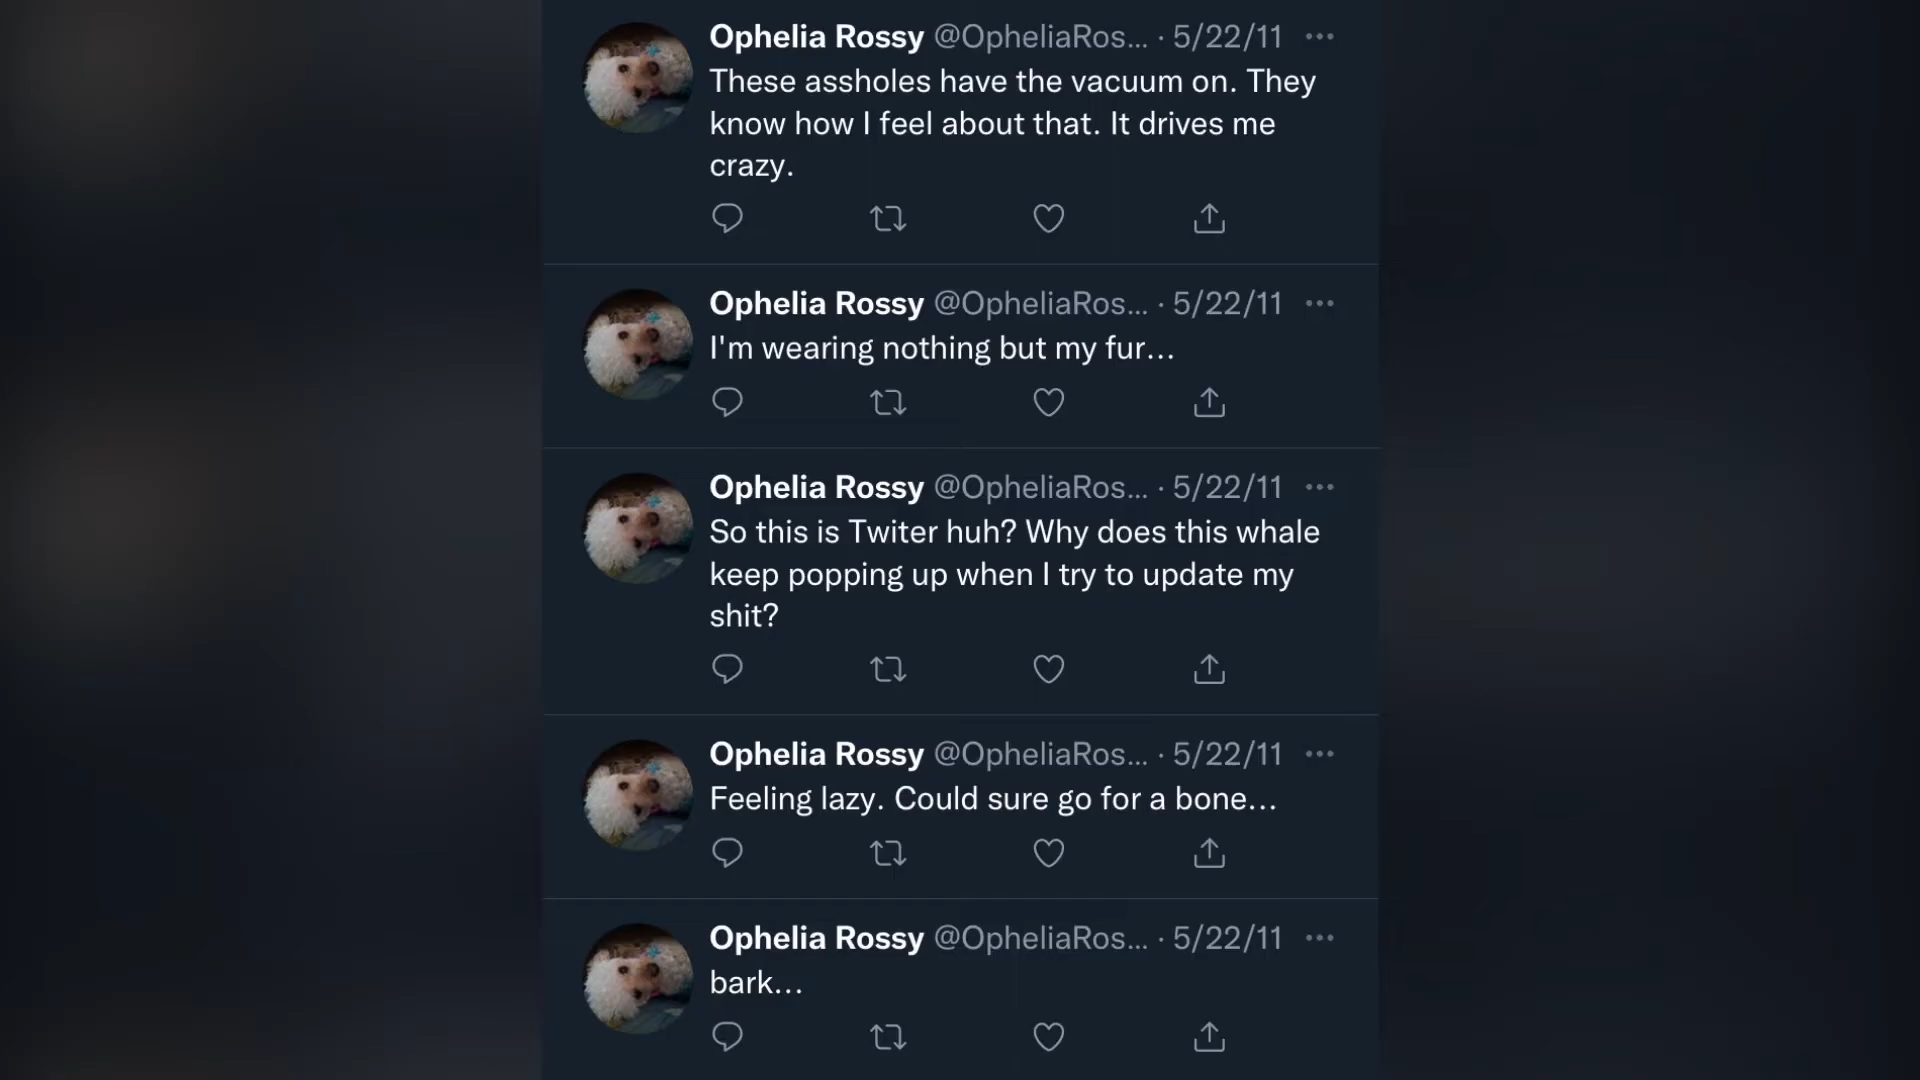 Ophelia Rossy @OpheliaRos... · 5/22/11
These assholes have the vacuum on. They
know how I feel about that. It drives me
crazy.
Ophelia Rossy @OpheliaRos... · 5/22/11
I'm wearing nothing but my fur...
Ophelia Rossy @OpheliaRos... · 5/22/11
So this is Twiter huh? Why does this whale
keep popping up when I try to update my
shit?
Ophelia Rossy @OpheliaRos... · 5/22/11
Feeling lazy. Could sure go for a bone...
Ophelia Rossy @OpheliaRos... · 5/22/11
bark...